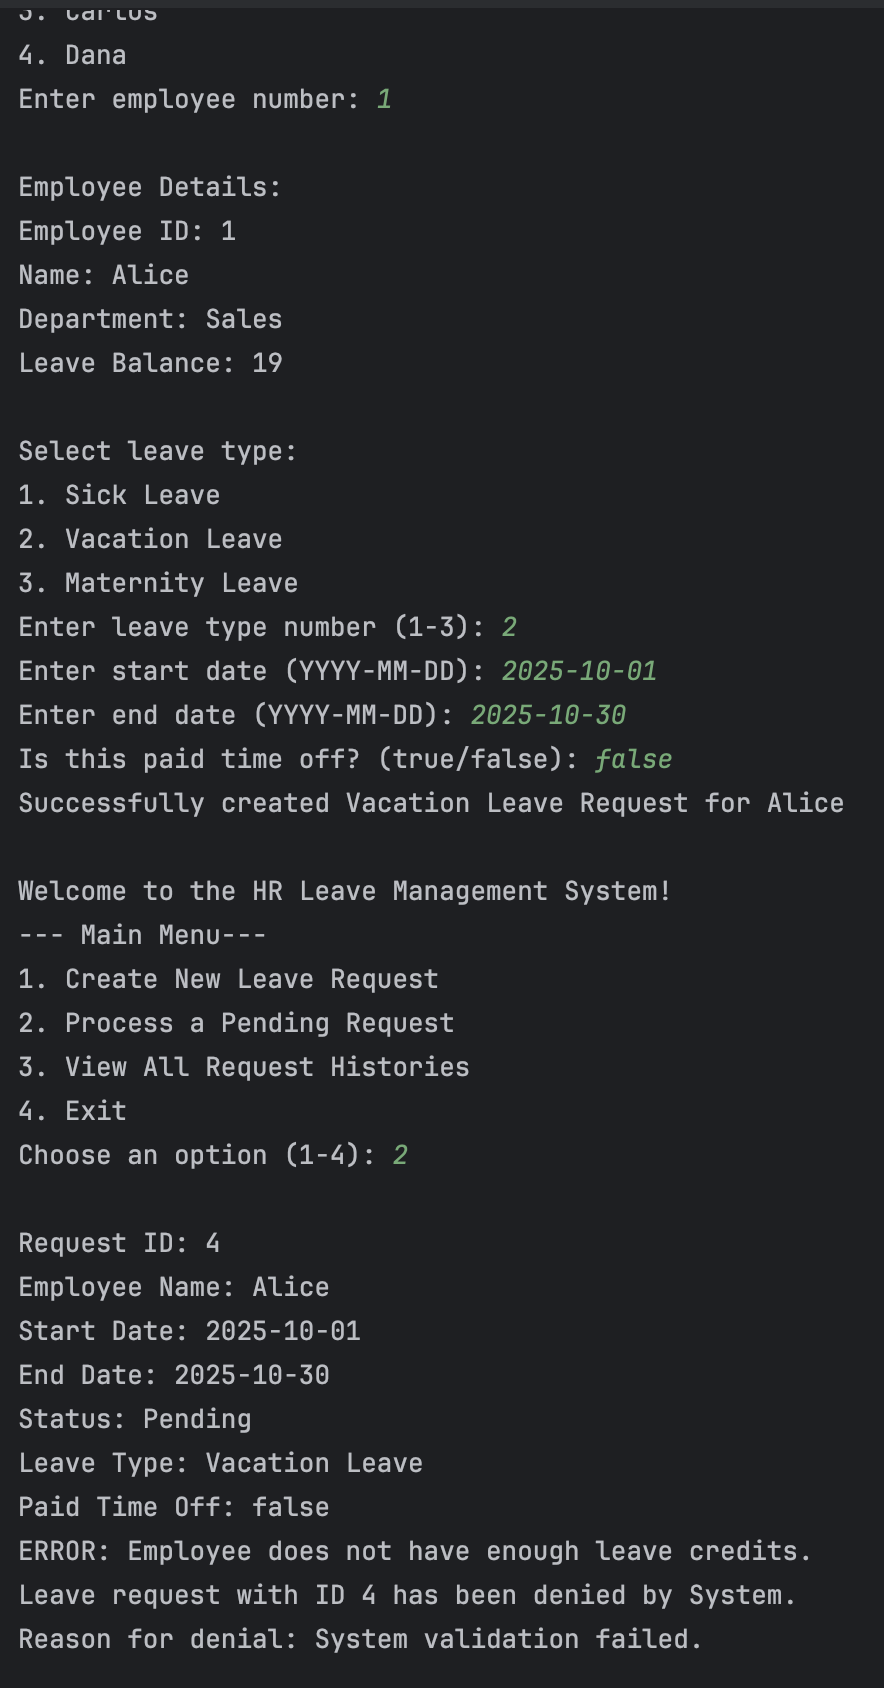 3. Carlos
4. Dana
Enter employee number: 1
Employee Details:
Employee ID: 1
Name: Alice
Department: Sales
Leave Balance: 19
Select leave type:
1. Sick Leave
2. Vacation Leave
3. Maternity Leave
Enter leave type number (1-3): 2
Enter start date (YYYY-MM-DD): 2025-10-01
Enter end date (YYYY-MM-DD): 2025-10-30
Is this paid time off? (true/false): false
Successfully created Vacation Leave Request for Alice
Welcome to the HR Leave Management System!
--- Main Menu---
1. Create New Leave Request
2. Process a Pending Request
3. View All Request Histories
4. Exit
Choose an option (1-4): 2
Request ID: 4
Employee Name: Alice
Start Date: 2025-10-01
End Date: 2025-10-30
Status: Pending
Leave Type: Vacation Leave
Paid Time Off: false
ERROR: Employee does not have enough leave credits.
Leave request with ID 4 has been denied by System.
Reason for denial: System validation failed.